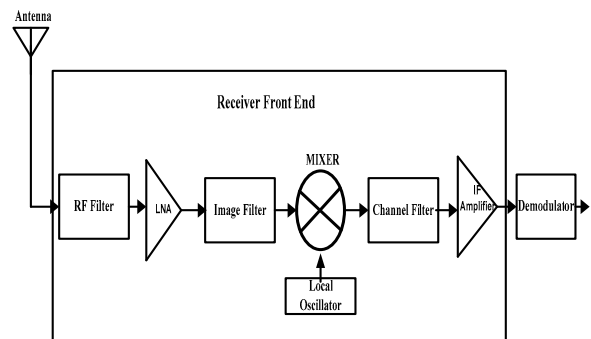 Antenna
Receiver Front End
MIXER
RF Filter
LNA
Image Filter
Channel Filter
IF
Amplifier
Demodulator
Local
Oscillator